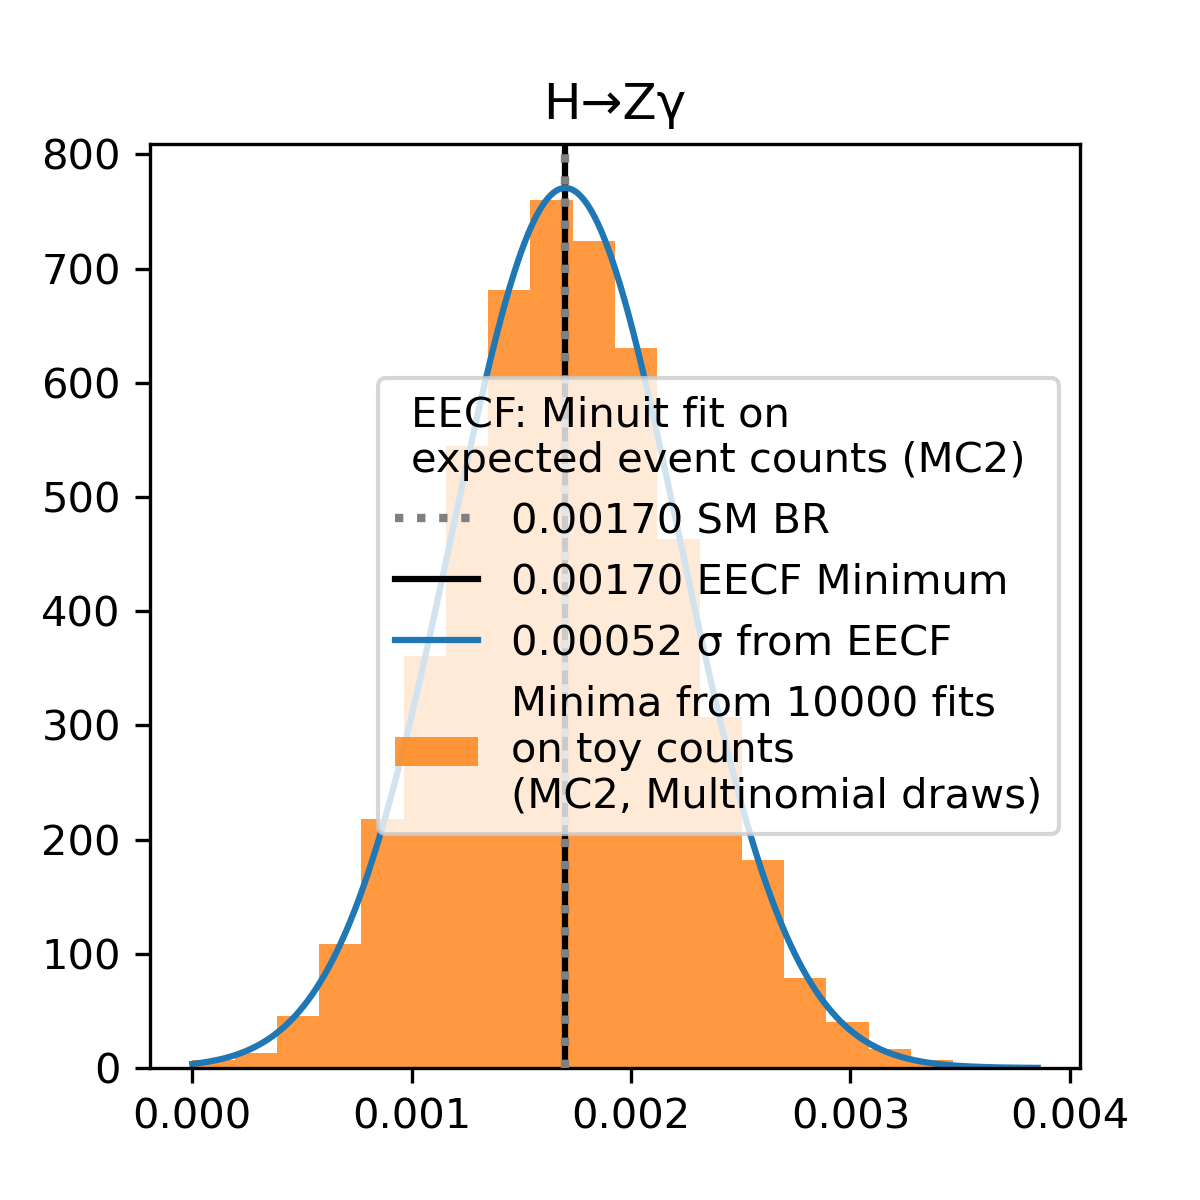 H→Zγ
800
700
600
500
400
300
200
100
0
EECF: Minuit fit on
expected event counts (MC2)
0.00170 SM BR
0.00170 EECF Minimum
0.00052 σ from EECF
Minima from 10000 fits
on toy counts
(MC2, Multinomial draws)
0.000 0.001 0.002 0.003 0.004